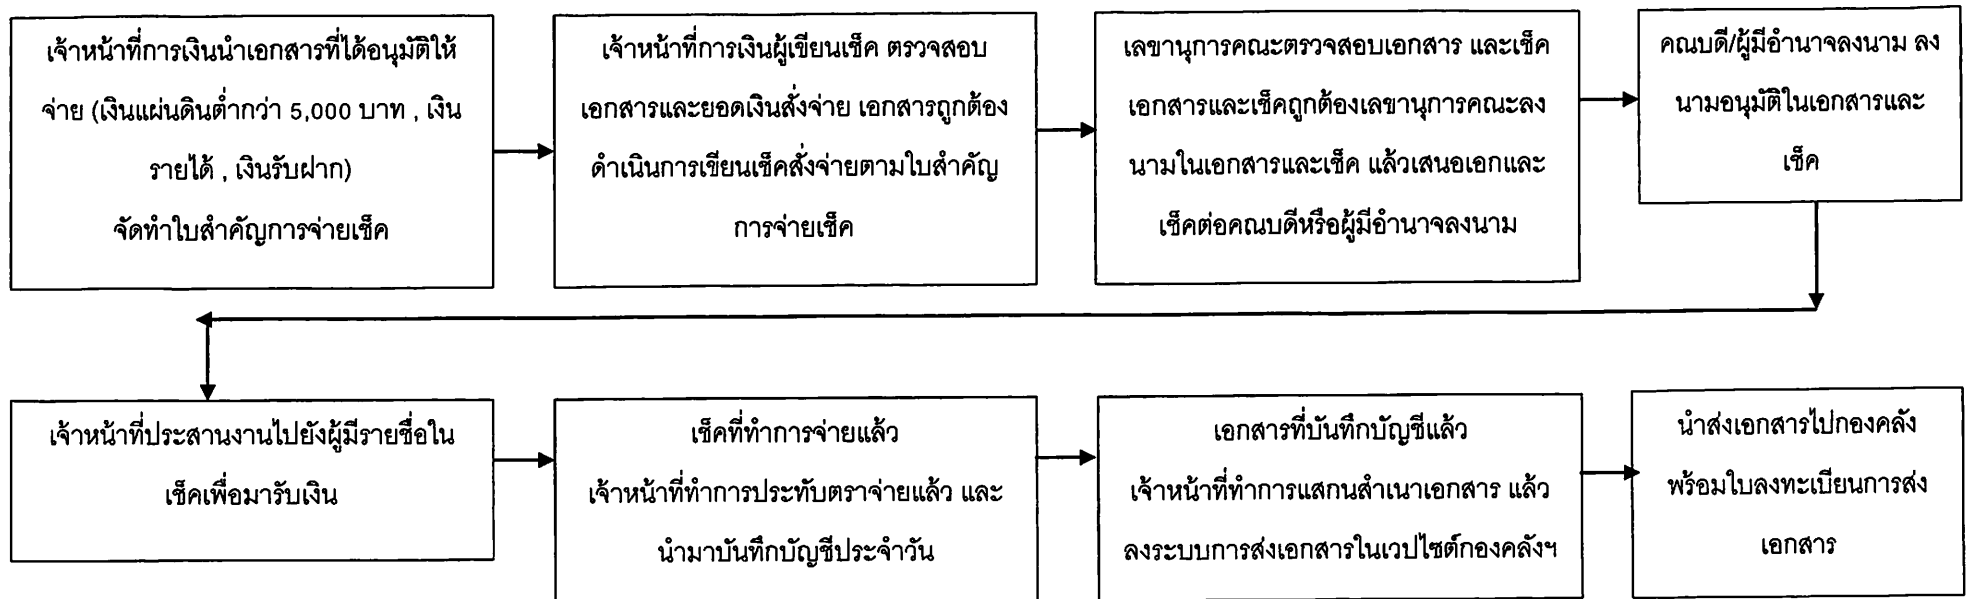 เจ้าหน้าที่การเงินนำเอกสารที่ได้อนุมัติให้
จ่าย (เงินแผ่นดินต่ำกว่า 5,000 บาท , เงิน
รายได้ , เงินรับฝาก)
จัดทำใบสำคัญการจ่ายเช็ค
เจ้าหน้าที่การเงินผู้เขียนเช็ค ตรวจสอบ
เอกสารและยอดเงินสั่งจ่าย เอกสารถูกต้อง
ดำเนินการเขียนเช็คสั่งจ่ายตามใบสำคัญ
การจ่ายเช็ค
เลขานุการคณะตรวจสอบเอกสาร และเช็ค
เอกสารและเช็คถูกต้องเลขานุการคณะลง
นามในเอกสารและเช็ค แล้วเสนอเอกและ
เช็คต่อคณบดีหรือผู้มีอำนาจลงนาม
คณบดี/ผู้มีอำนาจลงนาม ลง
นามอนุมัติในเอกสารและ
เช็ค
เจ้าหน้าที่ประสานงานไปยังผู้มีรายชื่อใน
เช็คเพื่อมารับเงิน
เช็คที่ทำการจ่ายแล้ว
เจ้าหน้าที่ทำการประทับตราจ่ายแล้ว และ
นำมาบันทึกบัญชีประจำวัน
เอกสารที่บันทึกบัญชีแล้ว
เจ้าหน้าที่ทำการแสกนสำเนาเอกสาร แล้ว
ลงระบบการส่งเอกสารในเวปไซต์กองคลังฯ
นำส่งเอกสารไปกองคลัง
พร้อมใบลงทะเบียนการส่ง
เอกสาร